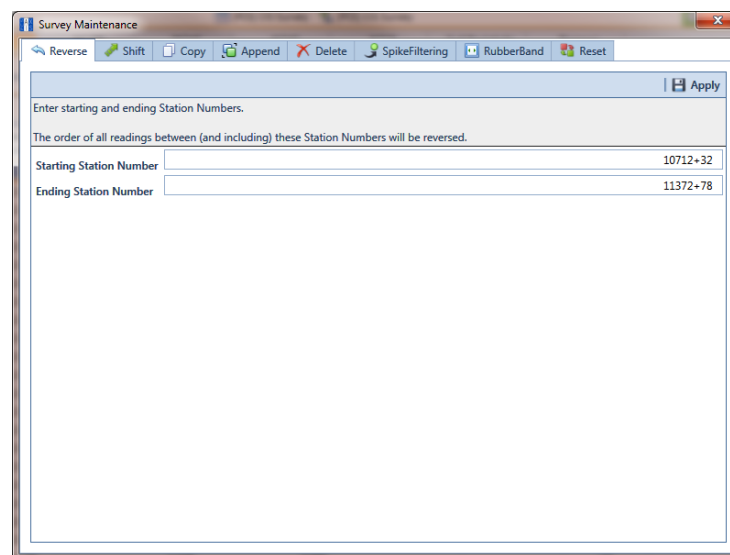 Survey Maintenance
Reverse Shift Copy Append Delete SpikeFiltering RubberBand Reset
Apply
Enter starting and ending Station Numbers.
The order of all readings between (and including) these Station Numbers will be reversed.
Starting Station Number 10712+32
Ending Station Number 11372+78